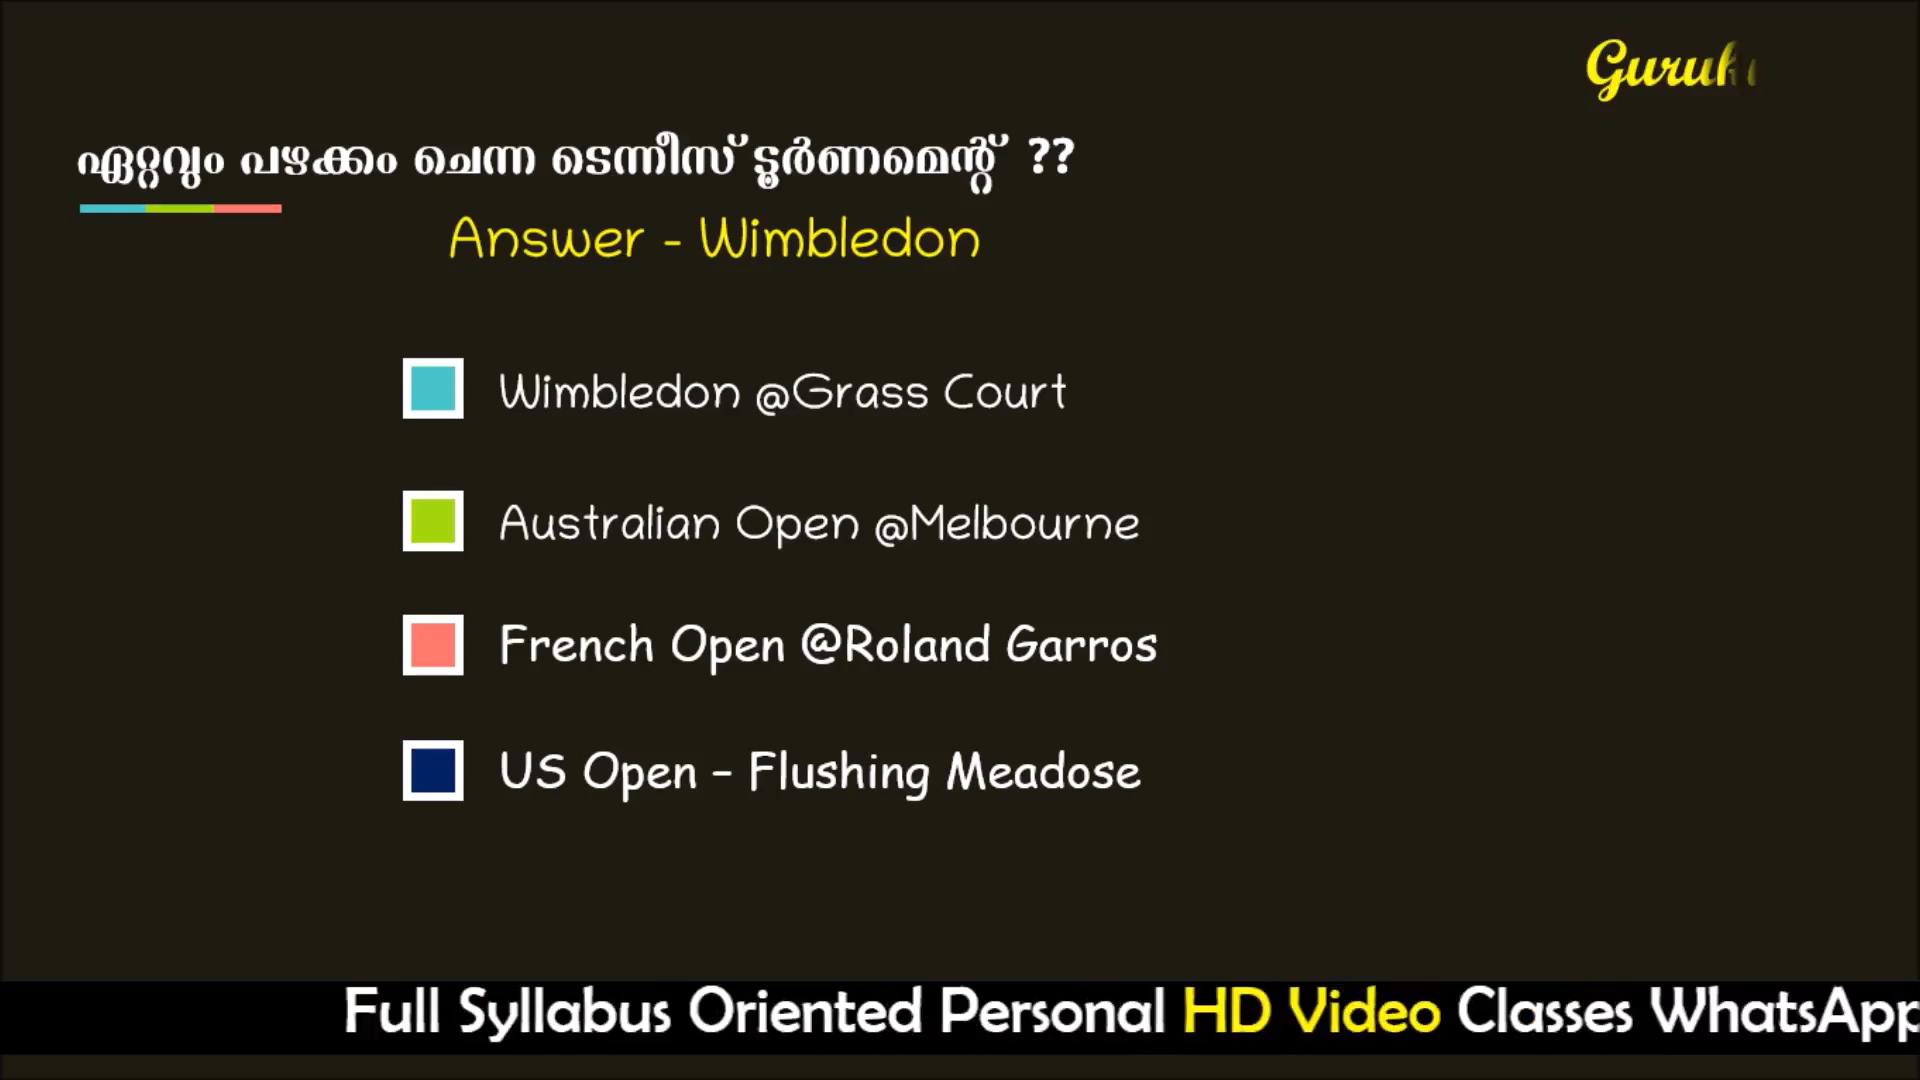 ഏറ്റവും പഴക്കം ചെന്ന ടെന്നീസ് ടൂർണമെന്റ് ??
Answer - Wimbledon
Wimbledon @Grass Court
Australian Open @Melbourne
French Open @Roland Garros
US Open – Flushing Meadose
Full Syllabus Oriented Personal HD Video Classes WhatsApp